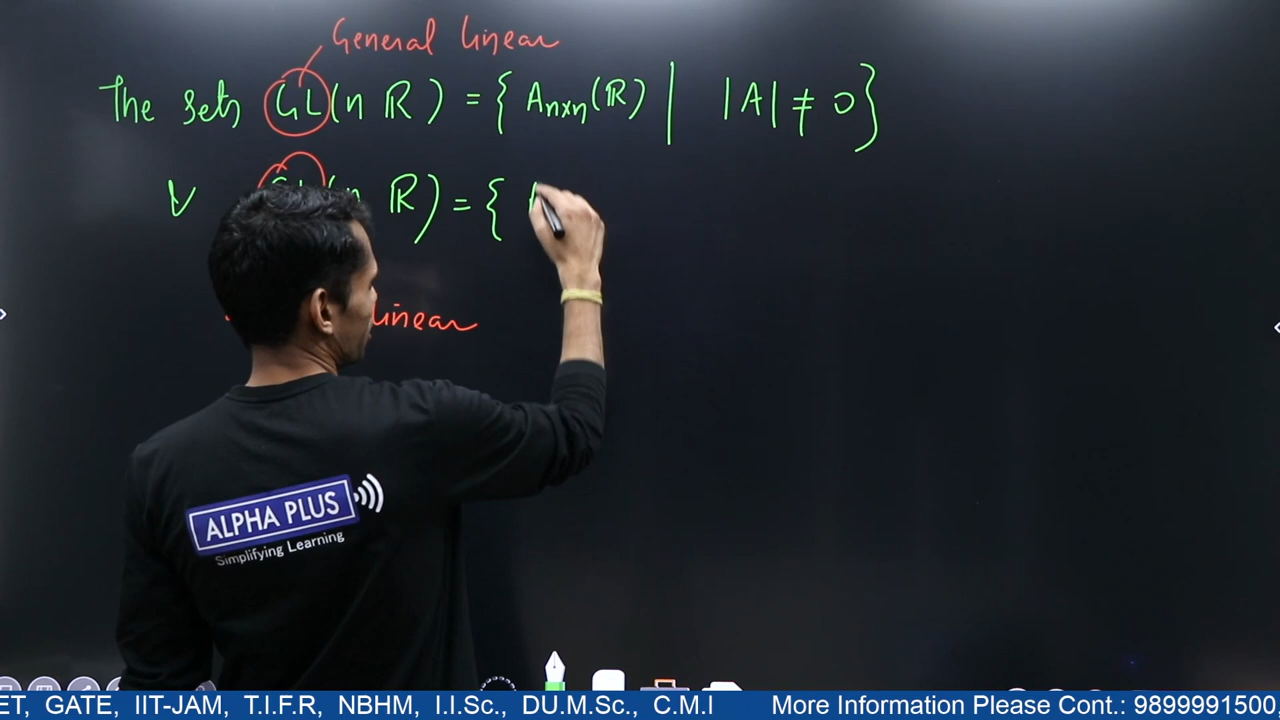 General Linear
The sets GL(n R) = { Anxn(R) | |A| ≠ 0}
(n R) = {
Linear
ALPHA PLUS
Simplifying Learning
ET, GATE, IIT-JAM, T.I.F.R, NBHM, I.I.Sc., DU.M.Sc., C.M.I More Information Please Cont.: 9899991500